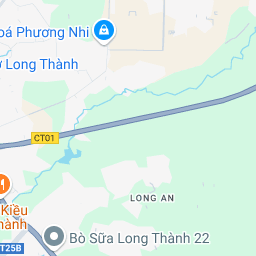 oá Phương Nhi
ợ Long Thành
CT01
LONG AN
Kiều
hành
Bò Sữa Long Thành 22
T25B